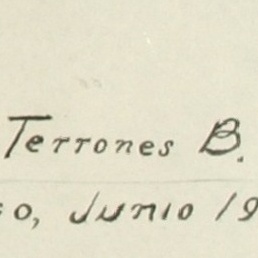 Terrones B.
o, Junio 19